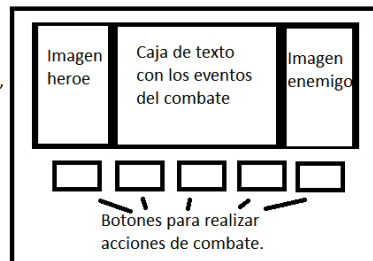 Imagen
heroe
Caja de texto
con los eventos
del combate
Imagen
enemigo
,
Botones para realizar
acciones de combate.